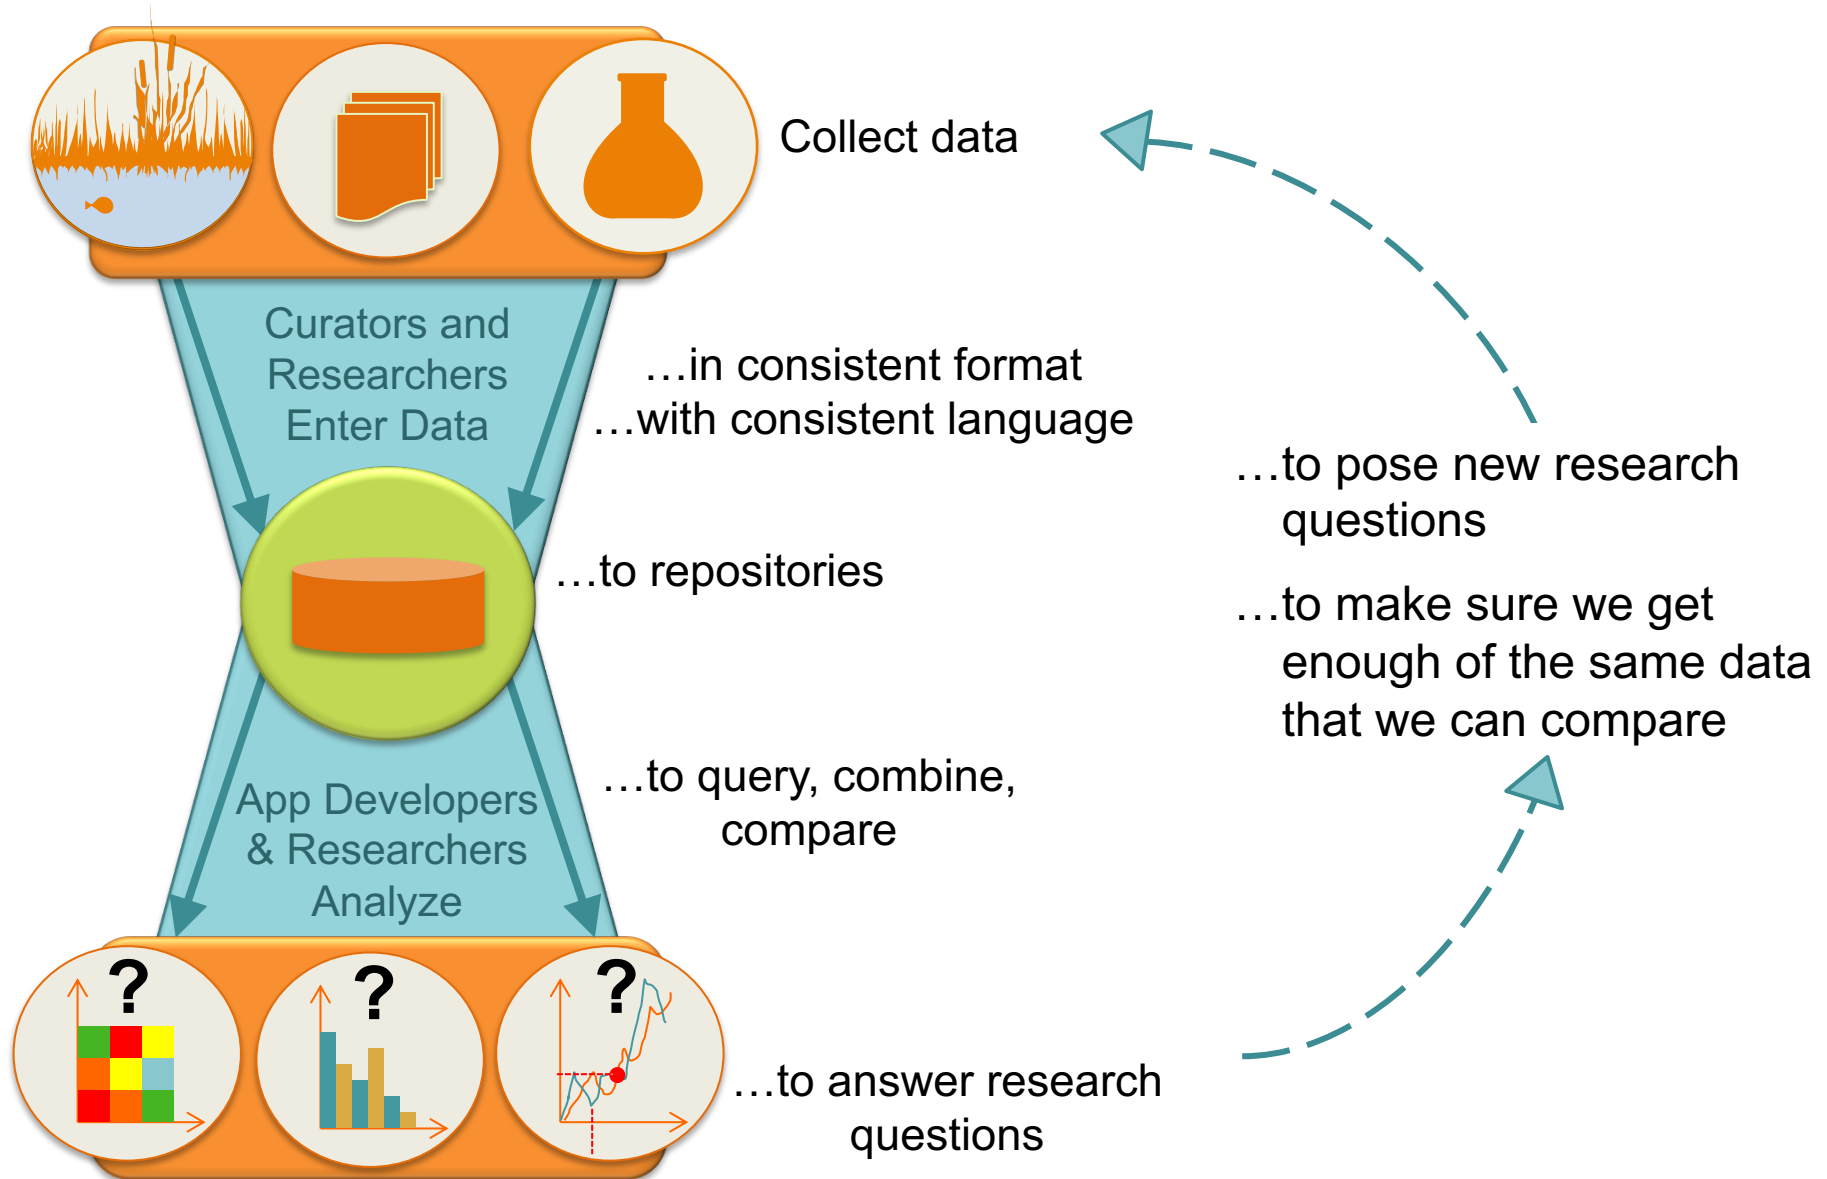 Collect data
Curators and
Researchers
Enter Data
…in consistent format
…with consistent language
…to repositories
…to pose new research
questions
…to make sure we get
enough of the same data
that we can compare
…to query, combine,
compare
App Developers
& Researchers
Analyze
?
?
?
…to answer research
questions